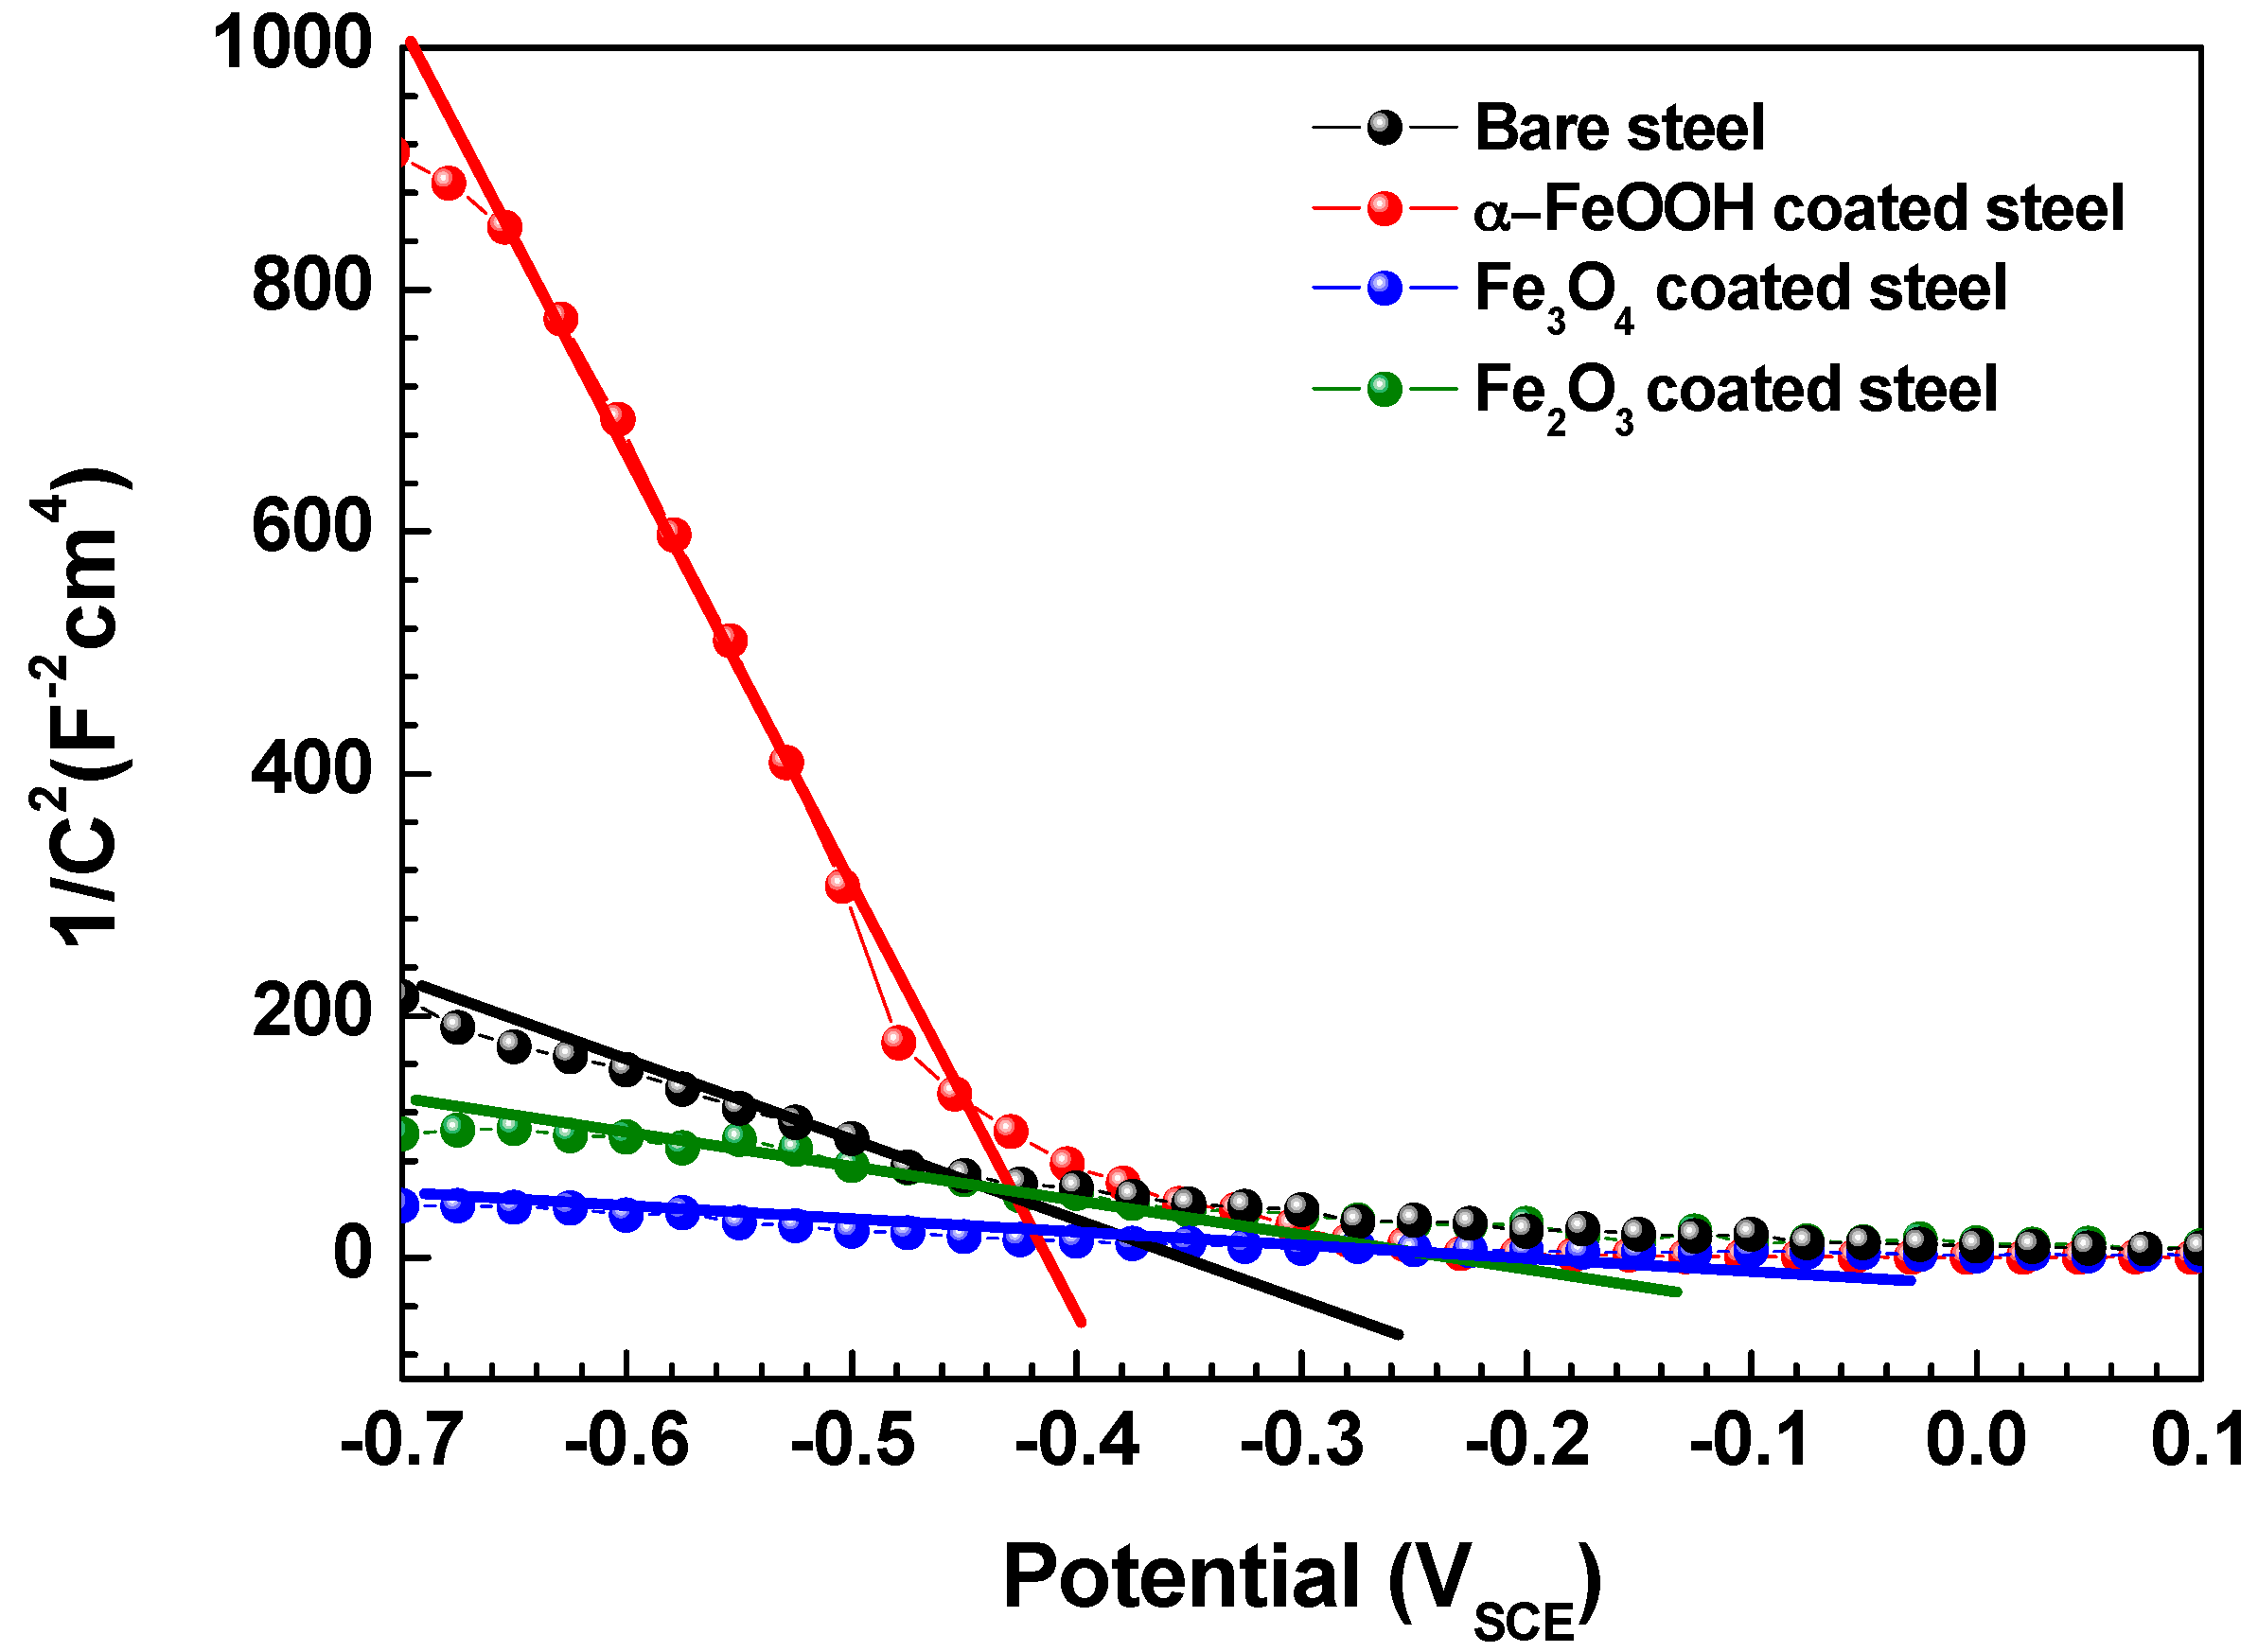 1000
800
600
400
200
0
1/C²(F⁻²cm⁴)
Bare steel
α–FeOOH coated steel
Fe₃O₄ coated steel
Fe₂O₃ coated steel
-0.7 -0.6 -0.5 -0.4 -0.3 -0.2 -0.1 0.0 0.1
Potential (V_SCE)